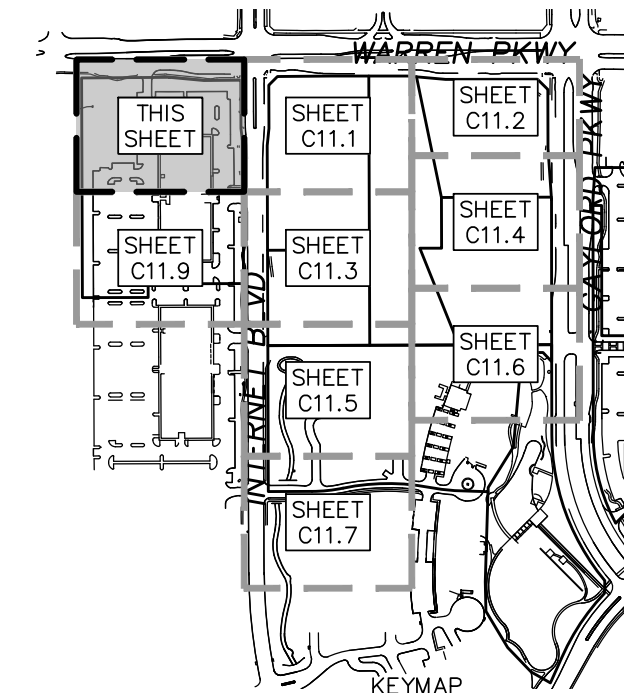 WARREN PKWY
THIS
SHEET
SHEET
C11.1
SHEET
C11.2
GAYLORD PKWY
SHEET
C11.9
SHEET
C11.3
SHEET
C11.4
INTERNET BLVD
SHEET
C11.5
SHEET
C11.6
SHEET
C11.7
KEYMAP